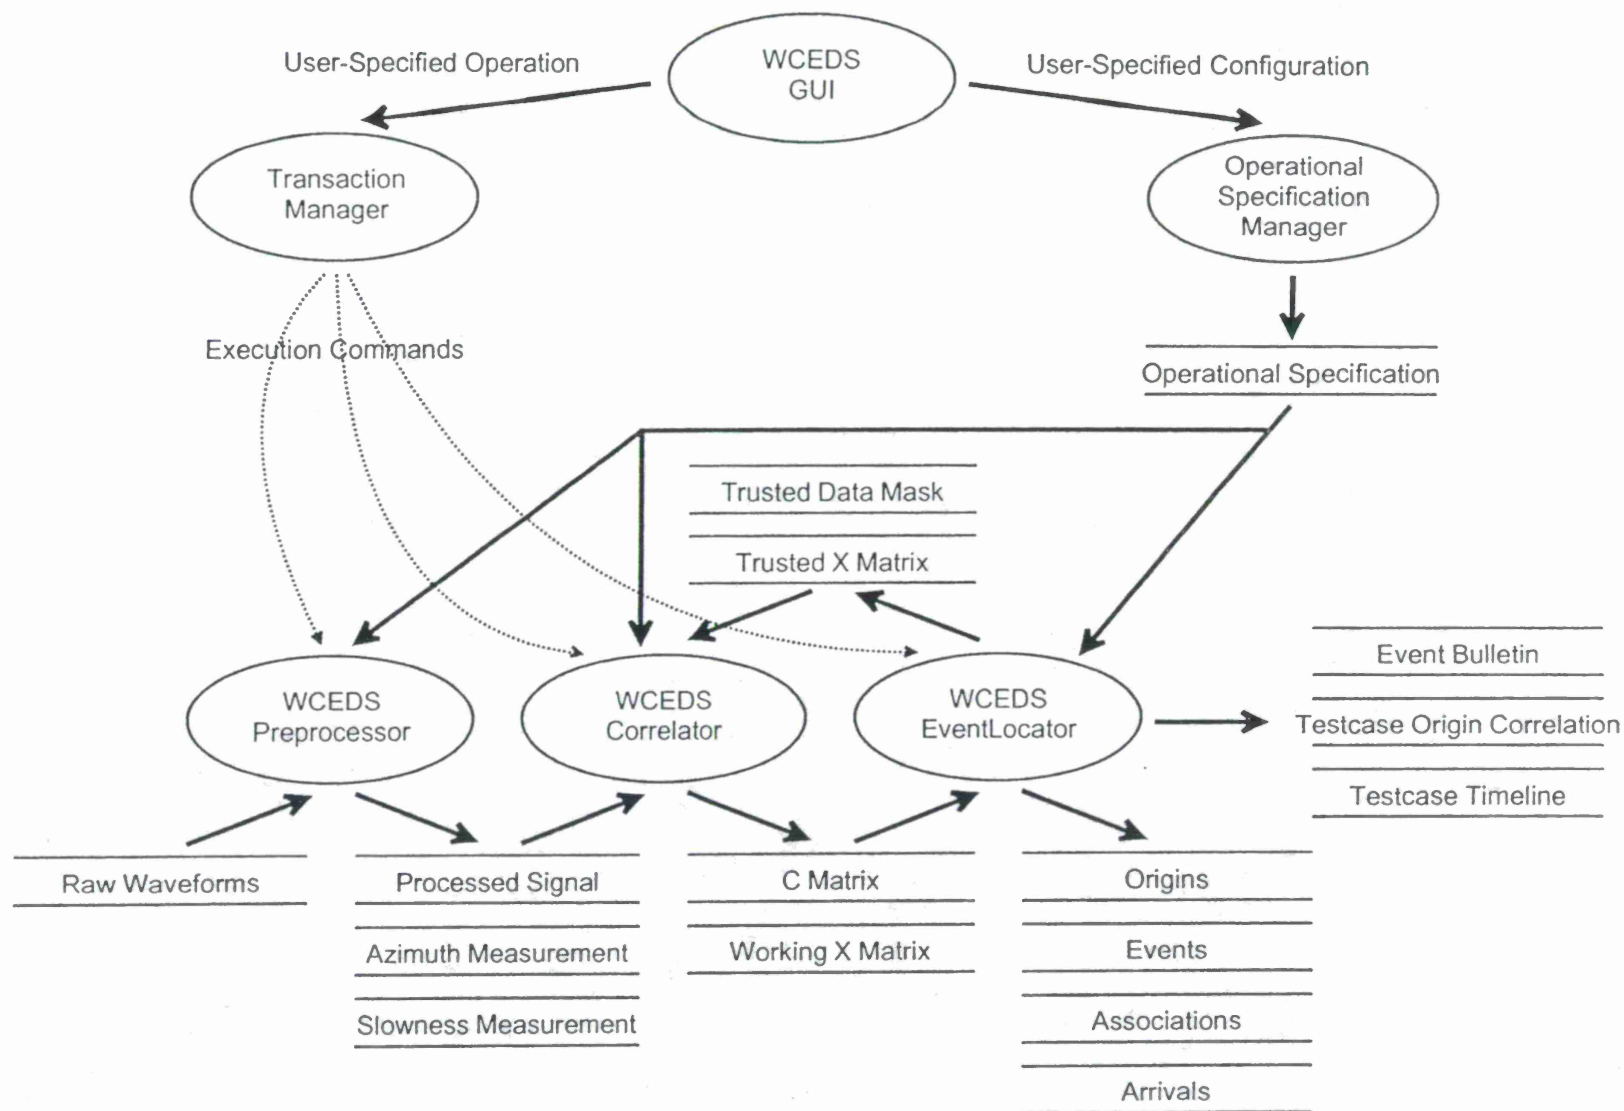 User-Specified Operation
WCEDS
GUI
User-Specified Configuration
Transaction
Manager
Operational
Specification
Manager
Execution Commands
Operational Specification
Trusted Data Mask
Trusted X Matrix
WCEDS
Preprocessor
WCEDS
Correlator
WCEDS
EventLocator
Event Bulletin
Testcase Origin Correlation
Testcase Timeline
Raw Waveforms
Processed Signal
Azimuth Measurement
Slowness Measurement
C Matrix
Working X Matrix
Origins
Events
Associations
Arrivals